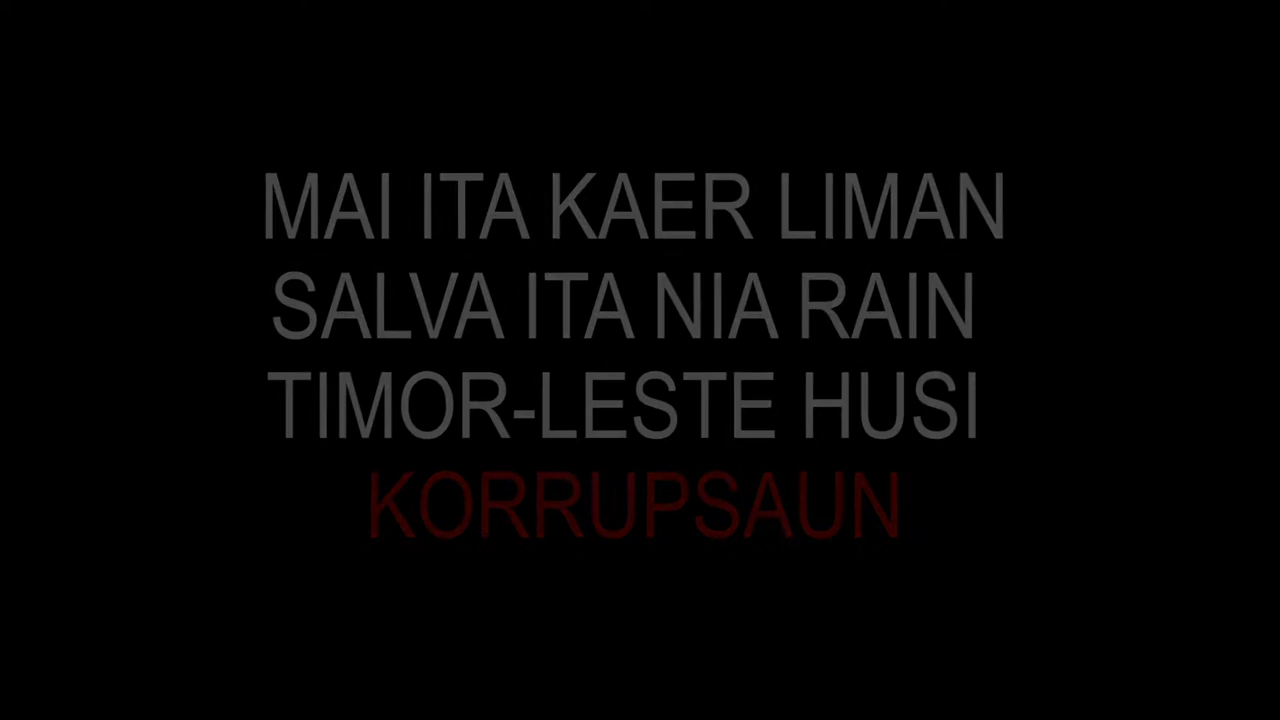 MAI ITA KAER LIMAN
SALVA ITA NIA RAIN
TIMOR-LESTE HUSI
KORRUPSAUN